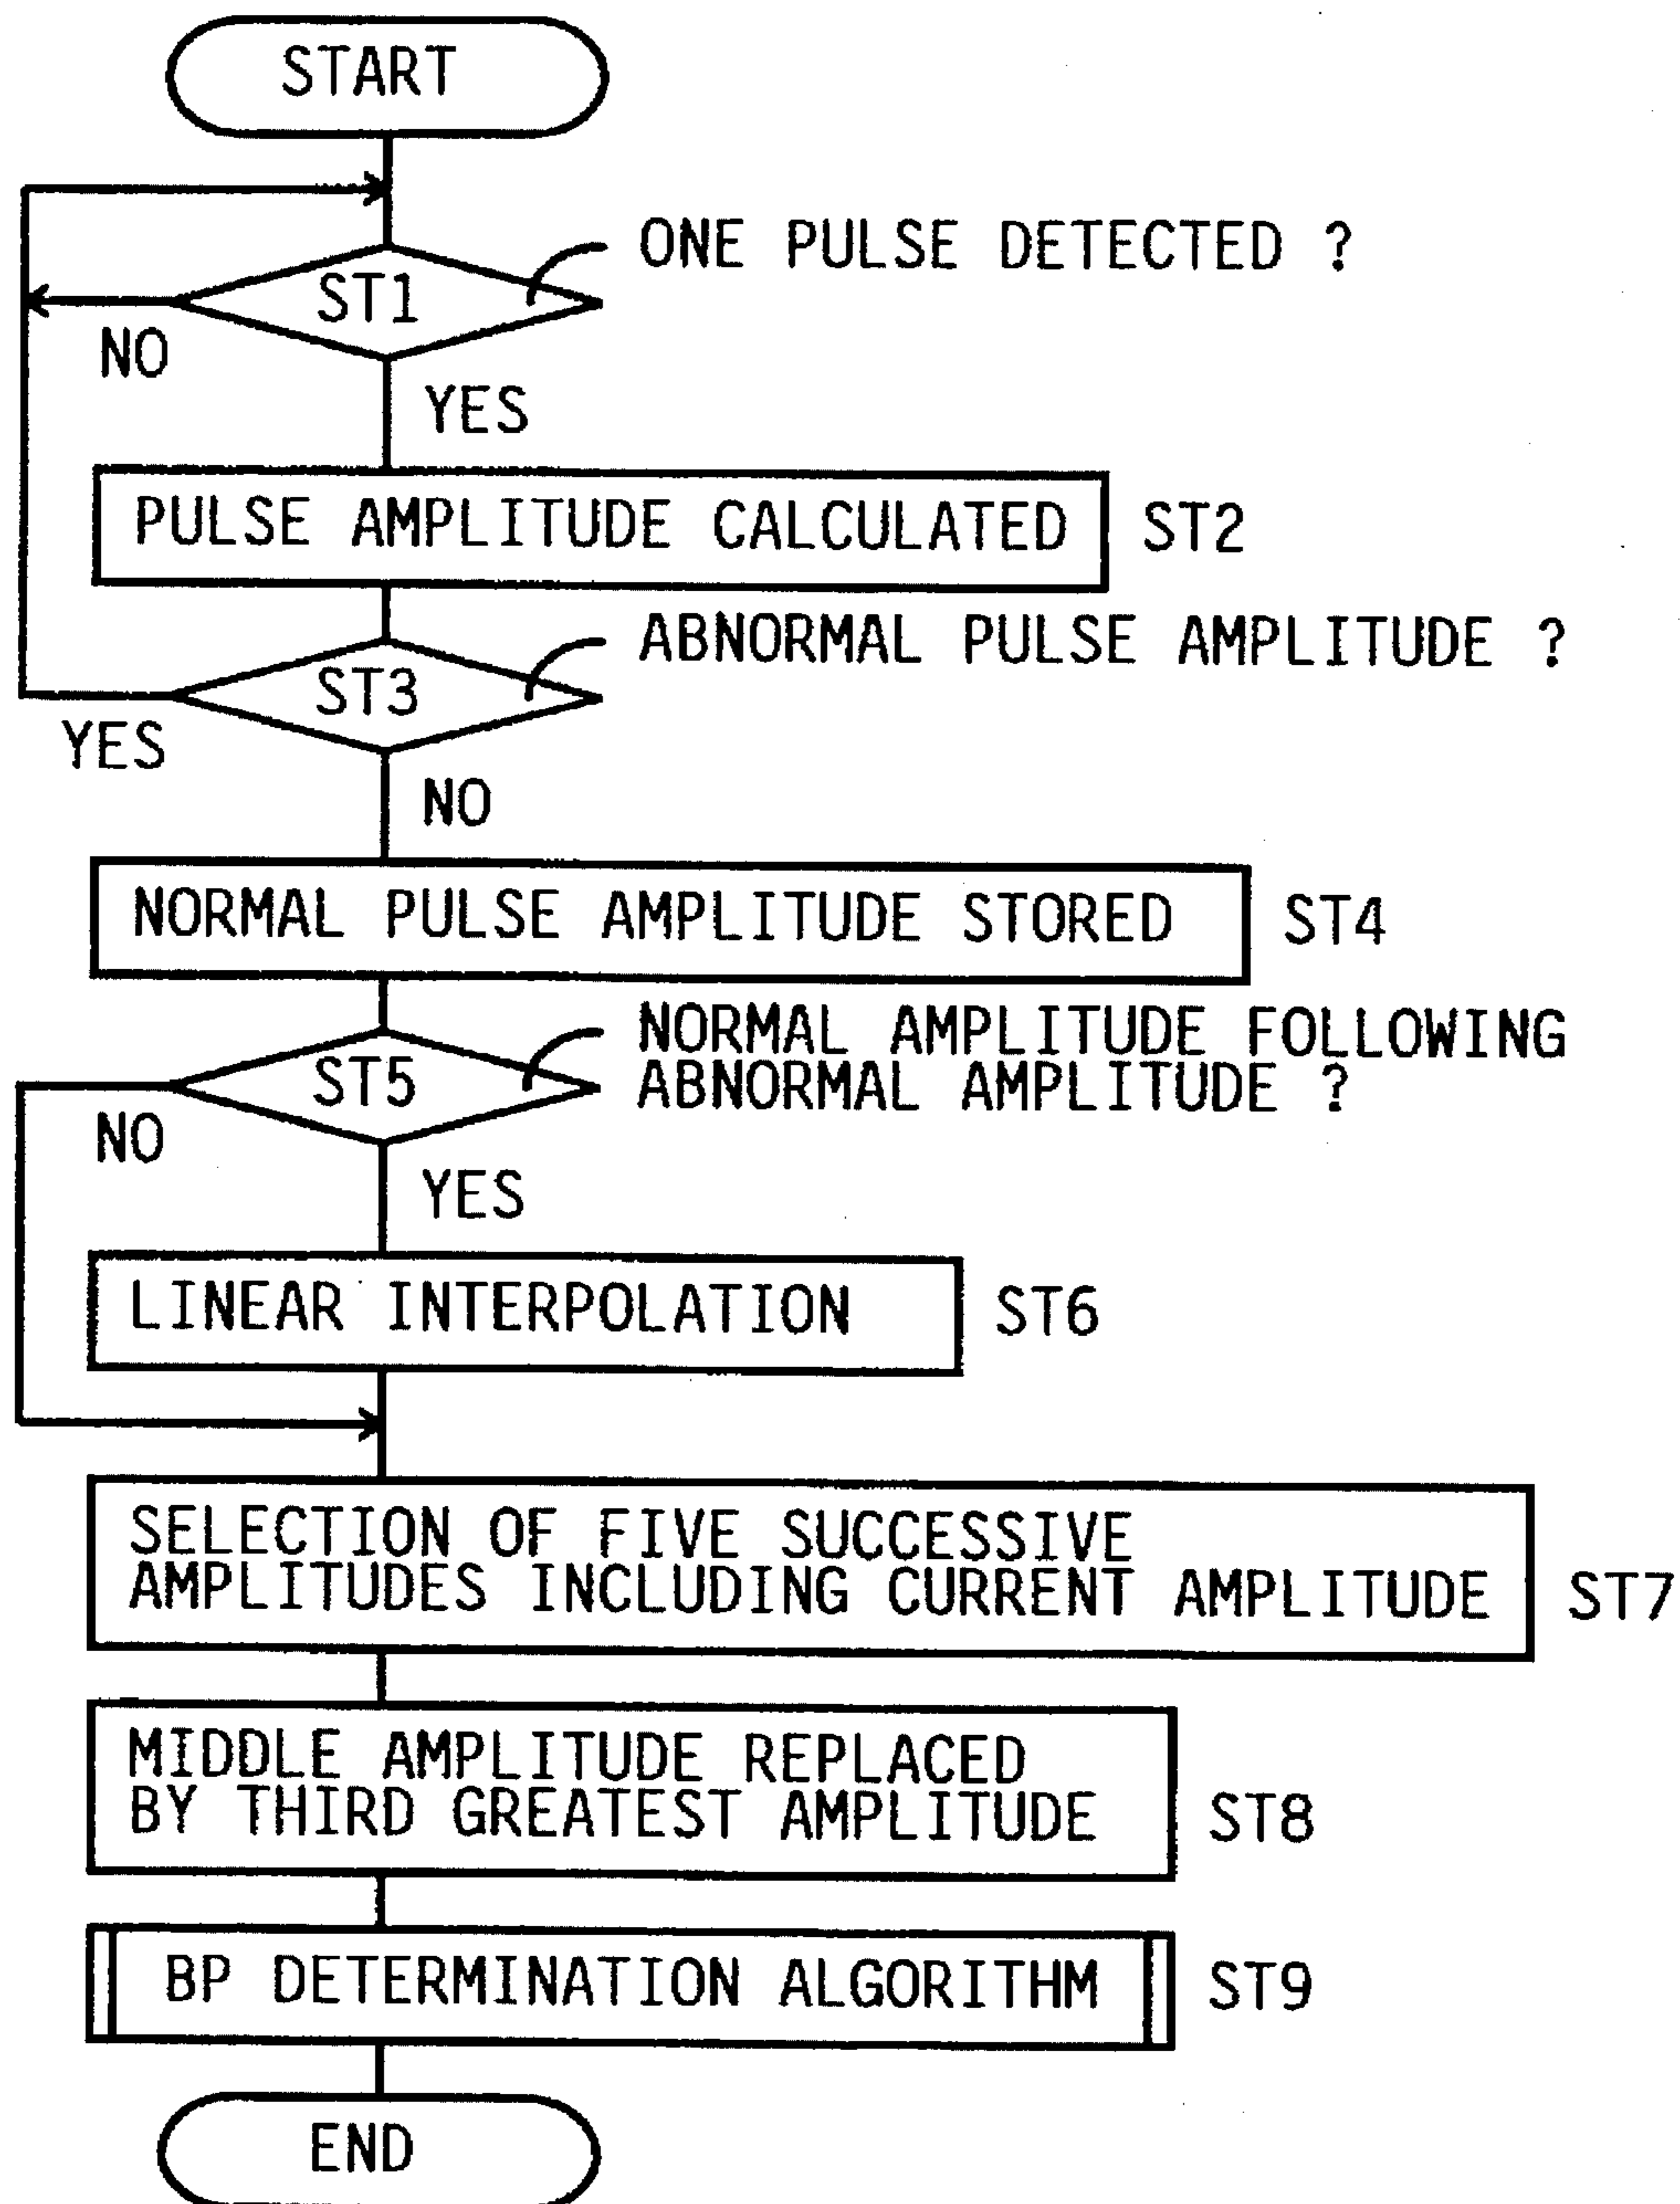 START
ONE PULSE DETECTED ?
ST1
NO
YES
PULSE AMPLITUDE CALCULATED
ST2
ABNORMAL PULSE AMPLITUDE ?
ST3
YES
NO
NORMAL PULSE AMPLITUDE STORED
ST4
NORMAL AMPLITUDE FOLLOWING
ABNORMAL AMPLITUDE ?
ST5
NO
YES
LINEAR INTERPOLATION
ST6
SELECTION OF FIVE SUCCESSIVE
AMPLITUDES INCLUDING CURRENT AMPLITUDE
ST7
MIDDLE AMPLITUDE REPLACED
BY THIRD GREATEST AMPLITUDE
ST8
BP DETERMINATION ALGORITHM
ST9
END